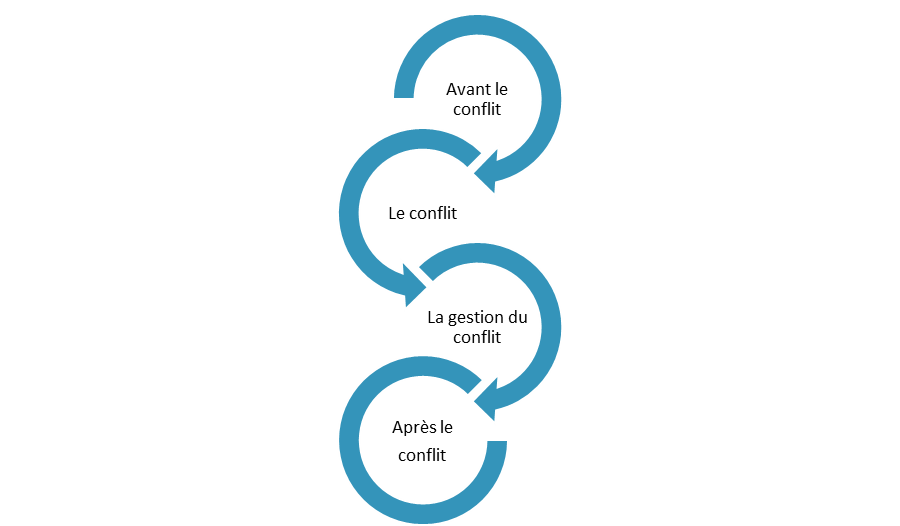 Avant le
conflit
Le conflit
La gestion du
conflit
Après le
conflit